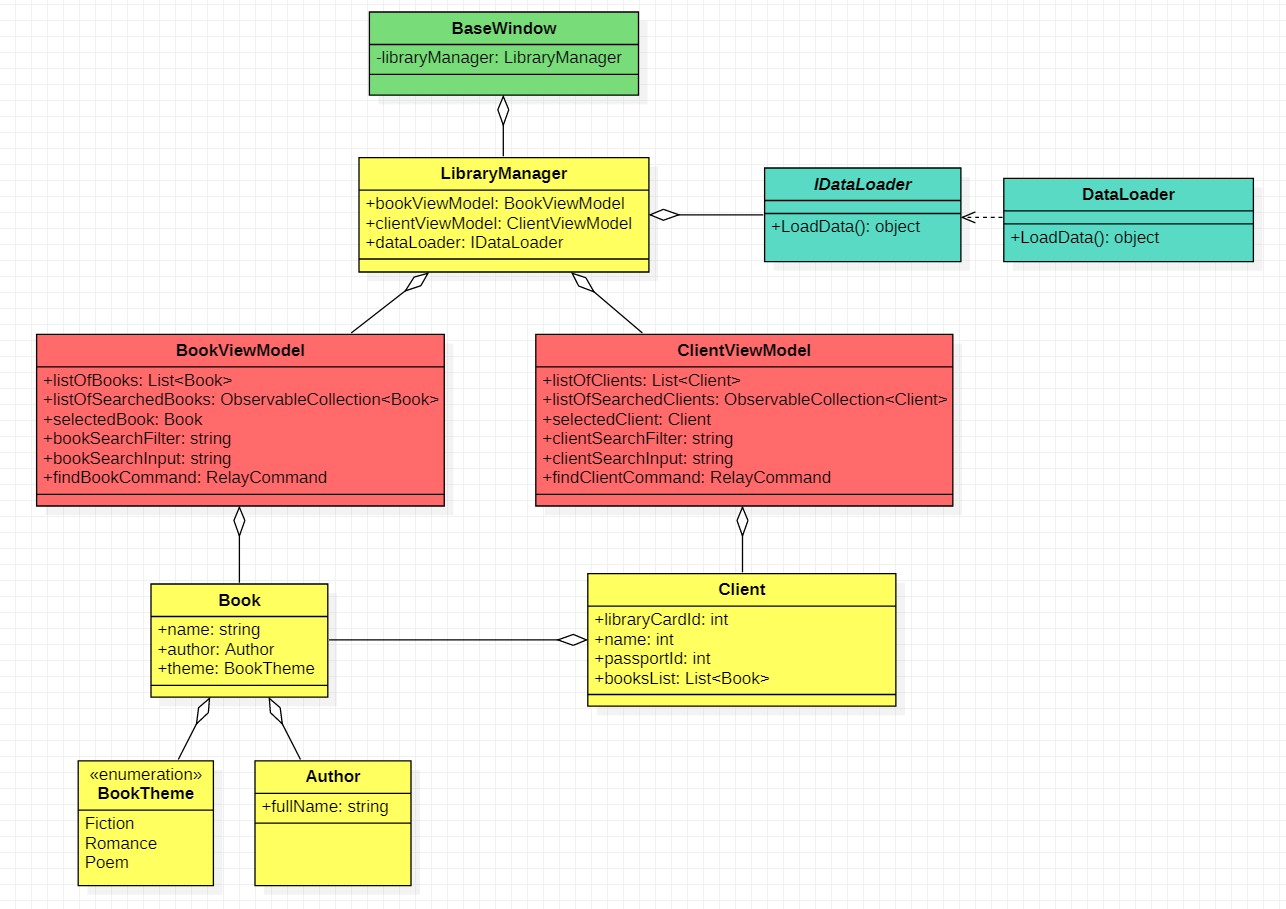 BaseWindow
-libraryManager: LibraryManager
LibraryManager
+bookViewModel: BookViewModel
+clientViewModel: ClientViewModel
+dataLoader: IDataLoader
IDataLoader
+LoadData(): object
DataLoader
+LoadData(): object
BookViewModel
+listOfBooks: List<Book>
+listOfSearchedBooks: ObservableCollection<Book>
+selectedBook: Book
+bookSearchFilter: string
+bookSearchInput: string
+findBookCommand: RelayCommand
ClientViewModel
+listOfClients: List<Client>
+listOfSearchedClients: ObservableCollection<Client>
+selectedClient: Client
+clientSearchFilter: string
+clientSearchInput: string
+findClientCommand: RelayCommand
Book
+name: string
+author: Author
+theme: BookTheme
Client
+libraryCardId: int
+name: int
+passportId: int
+booksList: List<Book>
«enumeration»
BookTheme
Fiction
Romance
Poem
Author
+fullName: string